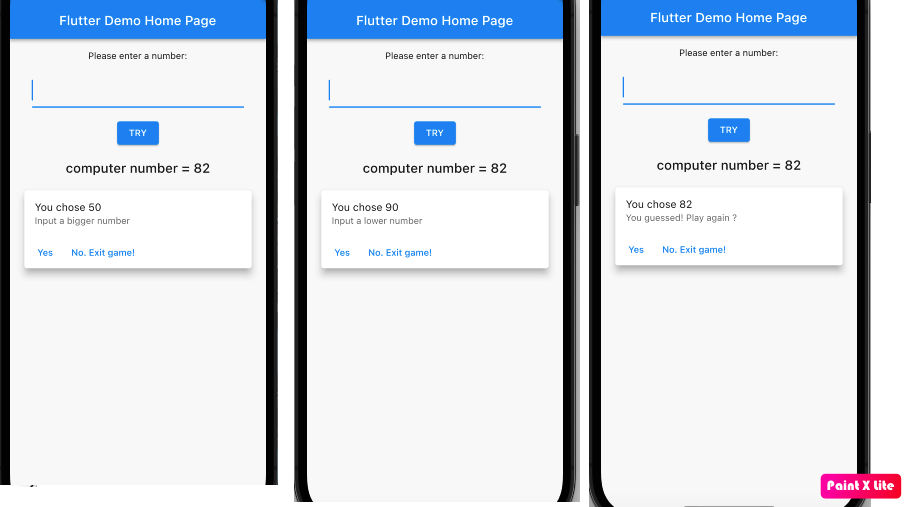 Flutter Demo Home Page
Please enter a number:
TRY
computer number = 82
You chose 50
Input a bigger number
Yes No. Exit game!
Flutter Demo Home Page
Please enter a number:
TRY
computer number = 82
You chose 90
Input a lower number
Yes No. Exit game!
Flutter Demo Home Page
Please enter a number:
TRY
computer number = 82
You chose 82
You guessed! Play again ?
Yes No. Exit game!
Paint X Lite